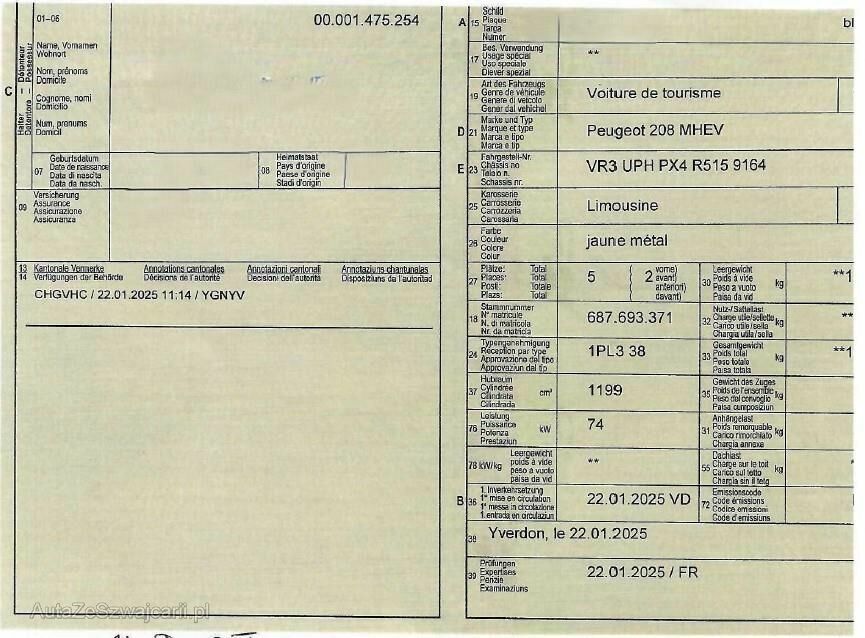 01-06
00.001.475.254
C
Halter - Détenteur
Detentore - Possessur
Name, Vornamen
Wohnort
Nom, prénoms
Domicile
Cognome, nomi
Domicilio
Num, prenums
Domicil
07
Geburtsdatum
Date de naissance
Data di nascita
Data da nasch.
08
Heimatstaat
Pays d'origine
Paese d'origine
Stadi d'origin
09
Versicherung
Assurance
Assicurazione
Assicuranza
13 Kantonale Vermerke Annotations cantonales Annotazioni cantonali Annotaziuns chantunalas
14 Verfügungen der Behörde Décisions de l'autorité Decisioni dell'autorità Disposiziuns da l'autoritad
CHGVHC / 22.01.2025 11:14 / YGNYV
A 15
Schild
Plaque
Targa
Numer
bl
17
Bes. Verwendung
Usage spécial
Uso speciale
Diever spezial
**
19
Art des Fahrzeugs
Genre de véhicule
Genere di veicolo
Gener dal vehichel
Voiture de tourisme
D 21
Marke und Typ
Marque et type
Marca e tipo
Marca e tip
Peugeot 208 MHEV
E 23
Fahrgestell-Nr.
Châssis no
Telaio n.
Schassis nr.
VR3 UPH PX4 R515 9164
25
Karosserie
Carrosserie
Carrozzeria
Carossaria
Limousine
26
Farbe
Couleur
Colore
Colur
jaune métal
27
Plätze: Total
Places: Total
Posti: Totale
Plazs: Total
5 ( 2 vorne)
( avant)
( anteriori)
( davant)
30
Leergewicht
Poids à vide
Peso a vuoto
Paisa da vid
kg
**1
18
Stammnummer
N° matricule
N. di matricola
Nr. da matricla
687.693.371
32
Nutz-/Sattellast
Charge utile/sellette
Carico utile/sella
Chargia utila/sella
kg
**
24
Typengenehmigung
Réception par type
Approvazione del tipo
Approvaziun dal tip
1PL3 38
33
Gesamtgewicht
Poids total
Peso totale
Paisa totala
kg
**1
37
Hubraum
Cylindrée
Cilindrata
Cilindrada
cm³
1199
35
Gewicht des Zuges
Poids de l'ensemble
Peso del convoglio
Paisa cumposiziun
kg
76
Leistung
Puissance
Potenza
Prestaziun
kW
74
31
Anhängelast
Poids remorquable
Carico rimorchiato
Chargia annexa
kg
78 kW/kg
Leergewicht
poids à vide
peso a vuoto
paisa da vid
**
55
Dachlast
Charge sur le toit
Carico sul tetto
Chargia sin il tetg
kg
B 36
1. Inverkehrsetzung
1re mise en circulation
1a messa in circolazione
1. entrada en circulaziun
22.01.2025 VD
72
Emissionscode
Code émissions
Codice emissioni
Code d'emissiuns
38
Yverdon, le 22.01.2025
39
Prüfungen
Expertises
Perizie
Examinaziuns
22.01.2025 / FR
AutaZeSzwajcarii.pl